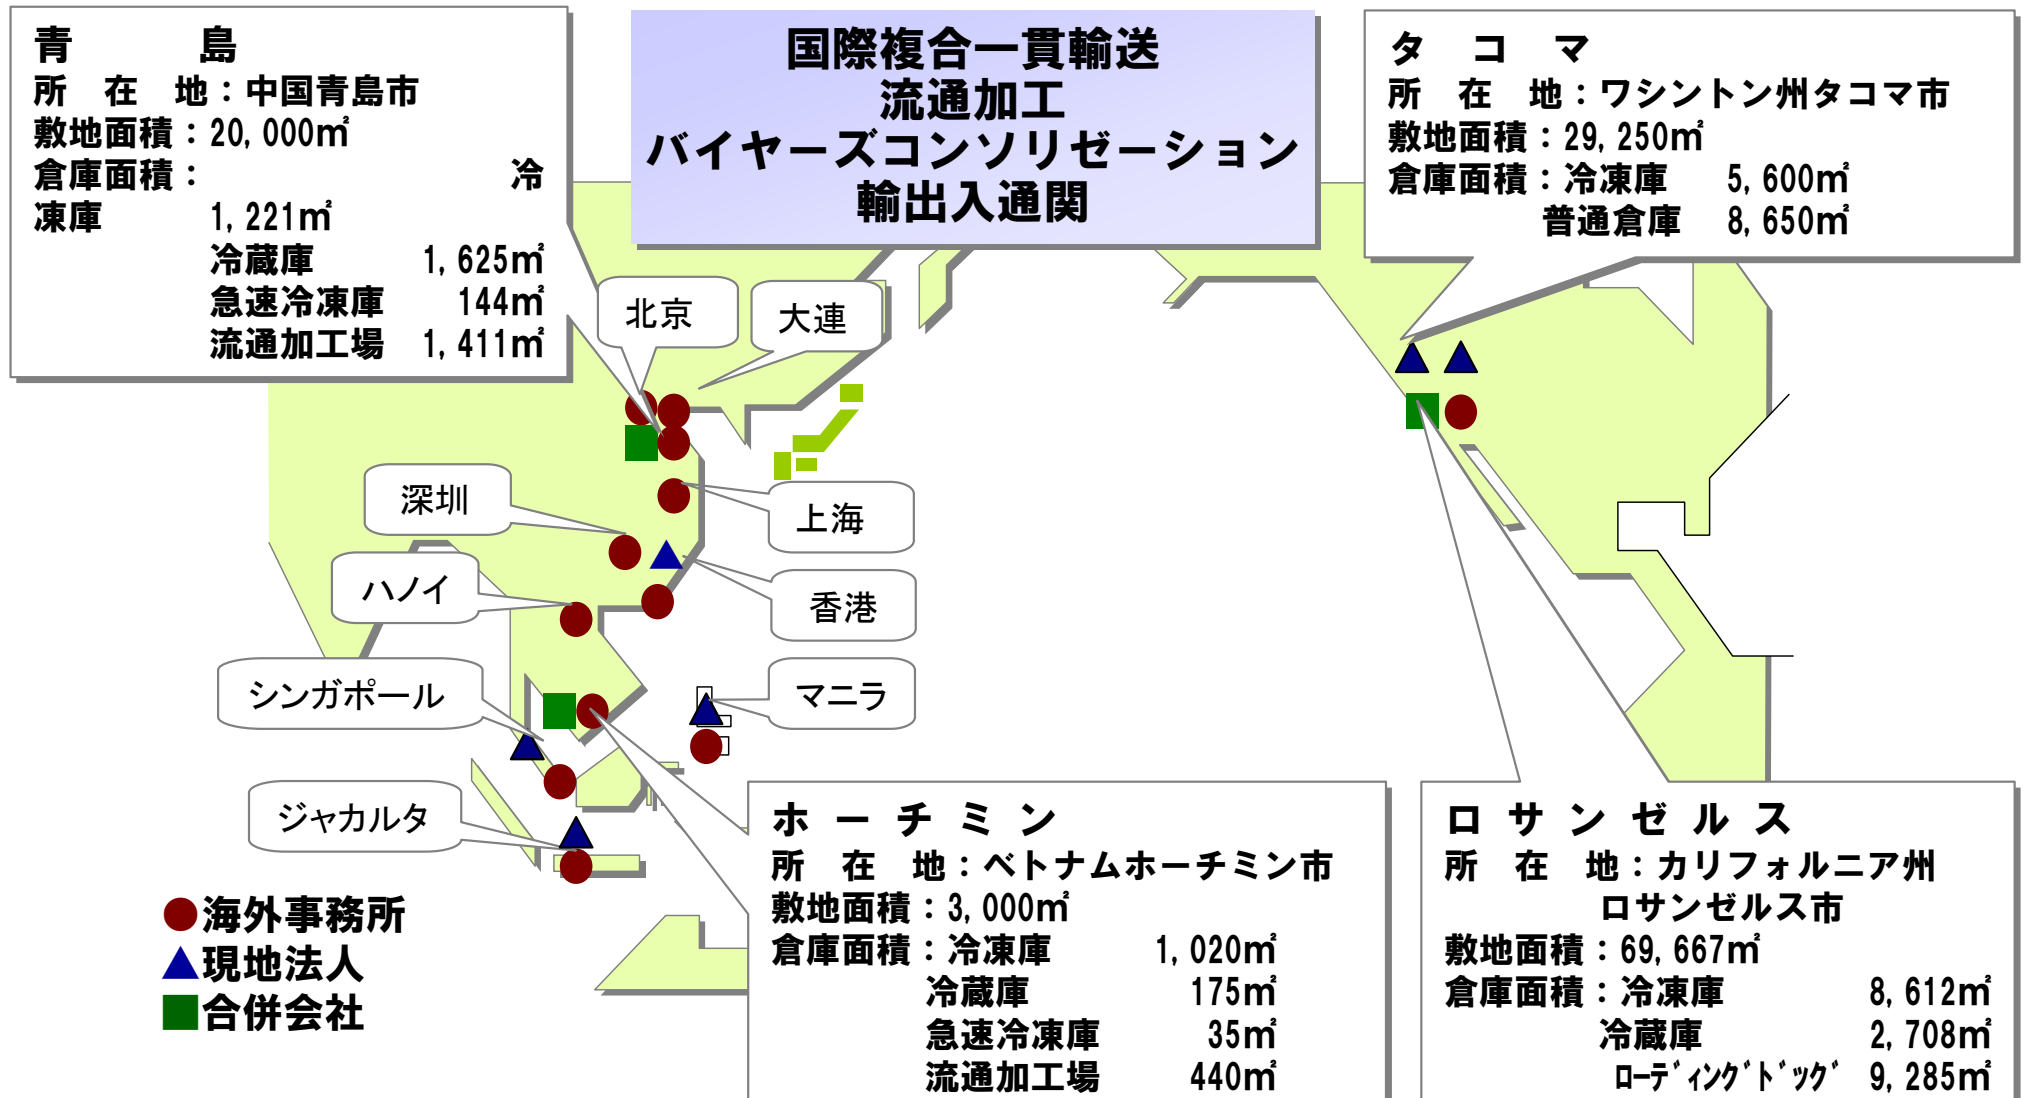 青　島
所　在　地：中国青島市
敷地面積：20,000㎡
倉庫面積：　冷
凍庫　1,221㎡
冷蔵庫　1,625㎡
急速冷凍庫　144㎡
流通加工場　1,411㎡
国際複合一貫輸送
流通加工
バイヤーズコンソリゼーション
輸出入通関
タ　コ　マ
所　在　地：ワシントン州タコマ市
敷地面積：29,250㎡
倉庫面積：冷凍庫　5,600㎡
普通倉庫　8,650㎡
北京
大連
深圳
上海
ハノイ
香港
シンガポール
マニラ
ジャカルタ
●海外事務所
▲現地法人
■合併会社
ホ ー チ ミ ン
所　在　地：ベトナムホーチミン市
敷地面積：3,000㎡
倉庫面積：冷凍庫　1,020㎡
冷蔵庫　175㎡
急速冷凍庫　35㎡
流通加工場　440㎡
ロ サ ン ゼ ル ス
所　在　地：カリフォルニア州
ロサンゼルス市
敷地面積：69,667㎡
倉庫面積：冷凍庫　8,612㎡
冷蔵庫　2,708㎡
ﾛｰﾃﾞｨﾝｸﾞﾄﾞｯｸﾞ　9,285㎡